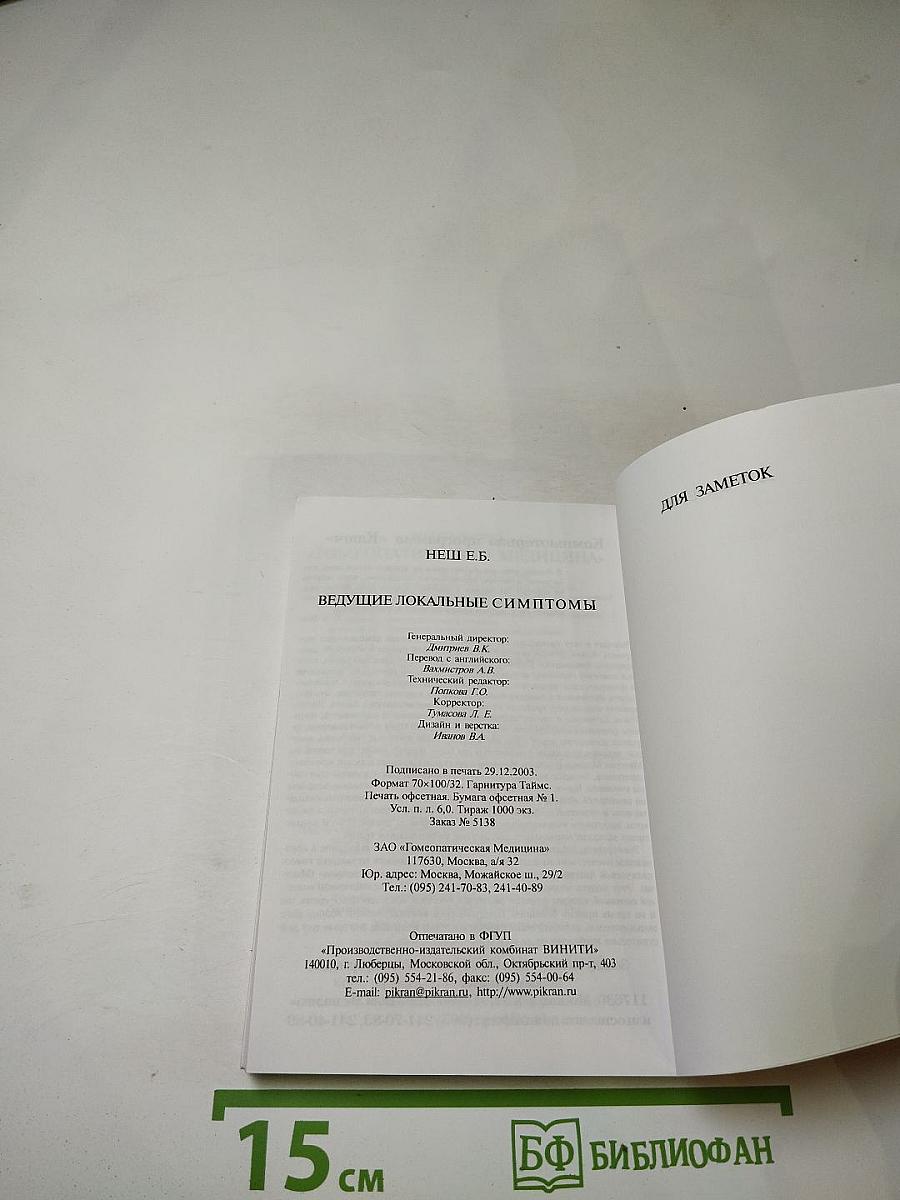 НЕШ Е.Б.
ВЕДУЩИЕ ЛОКАЛЬНЫЕ СИМПТОМЫ
Генеральный директор:
Дмитриев В.К.
Перевод с английского:
Вахмистров А.В.
Технический редактор:
Попкова Г.О.
Корректор:
Тумасова Л. Е.
Дизайн и верстка:
Иванов В.А.
Подписано в печать 29.12.2003.
Формат 70×100/32. Гарнитура Таймс.
Печать офсетная. Бумага офсетная № 1.
Усл. п. л. 6,0. Тираж 1000 экз.
Заказ № 5138
ЗАО «Гомеопатическая Медицина»
117630, Москва, а/я 32
Юр. адрес: Москва, Можайское ш., 29/2
Тел.: (095) 241-70-83, 241-40-89
Отпечатано в ФГУП
«Производственно-издательский комбинат ВИНИТИ»
140010, г. Люберцы, Московской обл., Октябрьский пр-т, 403
тел.: (095) 554-21-86, факс: (095) 554-00-64
E-mail: pikran@pikran.ru, http://www.pikran.ru
ДЛЯ ЗАМЕТОК
15 см
БФ БИБЛИОФАН